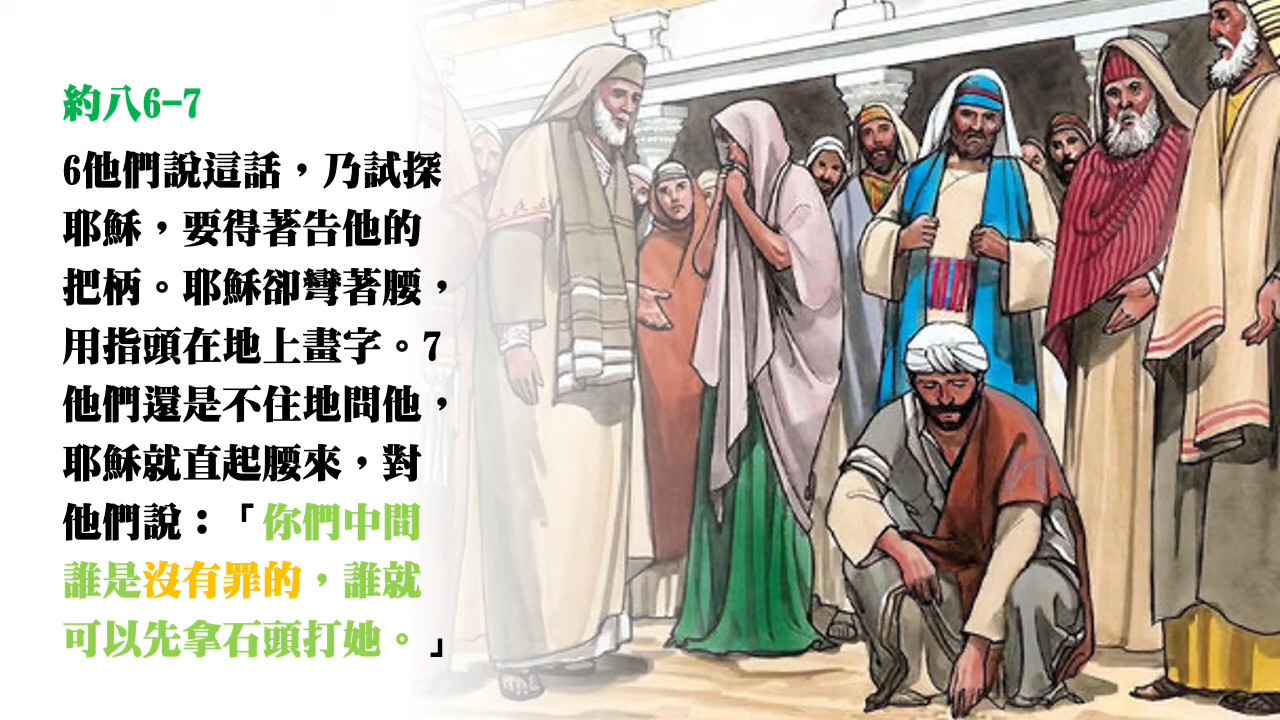 約八6-7
6他們說這話，乃試探
耶穌，要得著告他的
把柄。耶穌卻彎著腰，
用指頭在地上畫字。7
他們還是不住地問他，
耶穌就直起腰來，對
他們說：「你們中間
誰是沒有罪的，誰就
可以先拿石頭打她。」